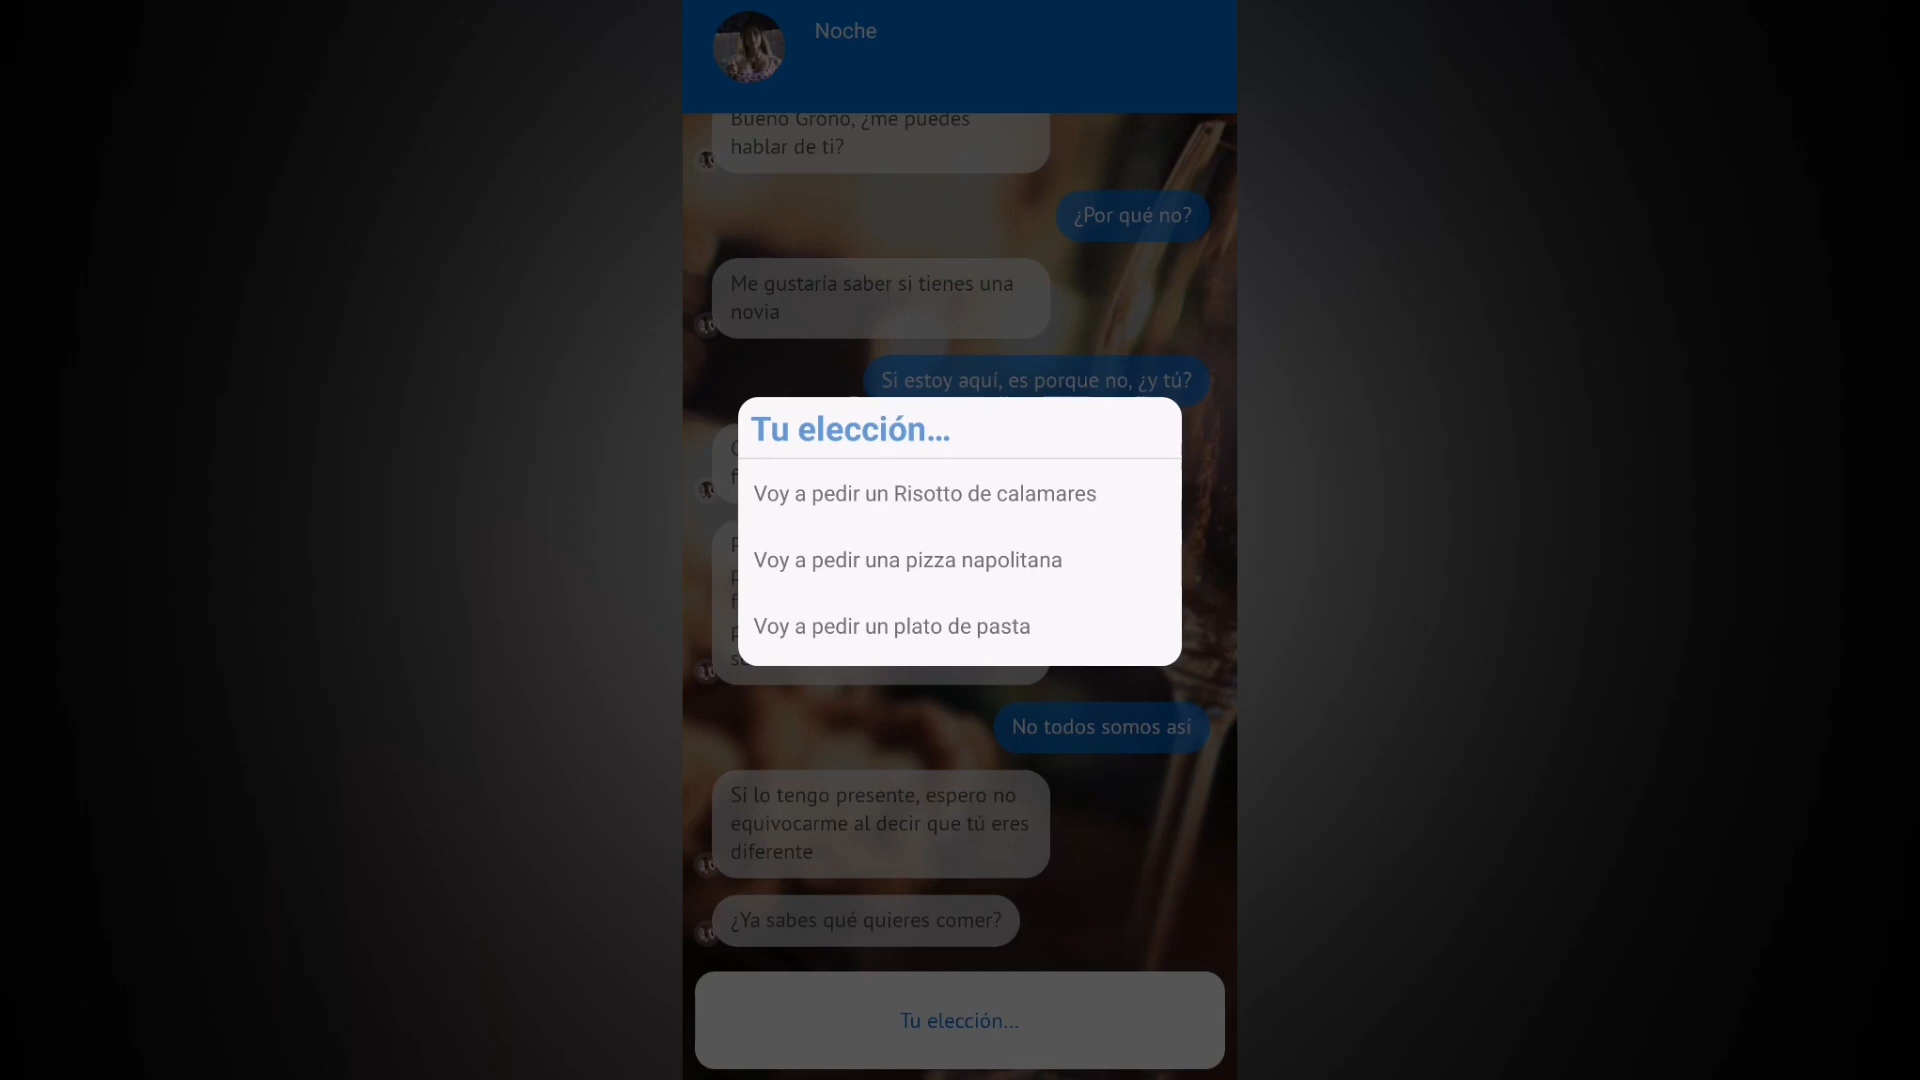 Noche
Bueno Grono, ¿me puedes
hablar de ti?
¿Por qué no?
Me gustaría saber si tienes una
novia
Si estoy aquí, es porque no, ¿y tú?
Tu elección...
Voy a pedir un Risotto de calamares
Voy a pedir una pizza napolitana
Voy a pedir un plato de pasta
No todos somos así
Sí lo tengo presente, espero no
equivocarme al decir que tú eres
diferente
¿Ya sabes qué quieres comer?
Tu elección...